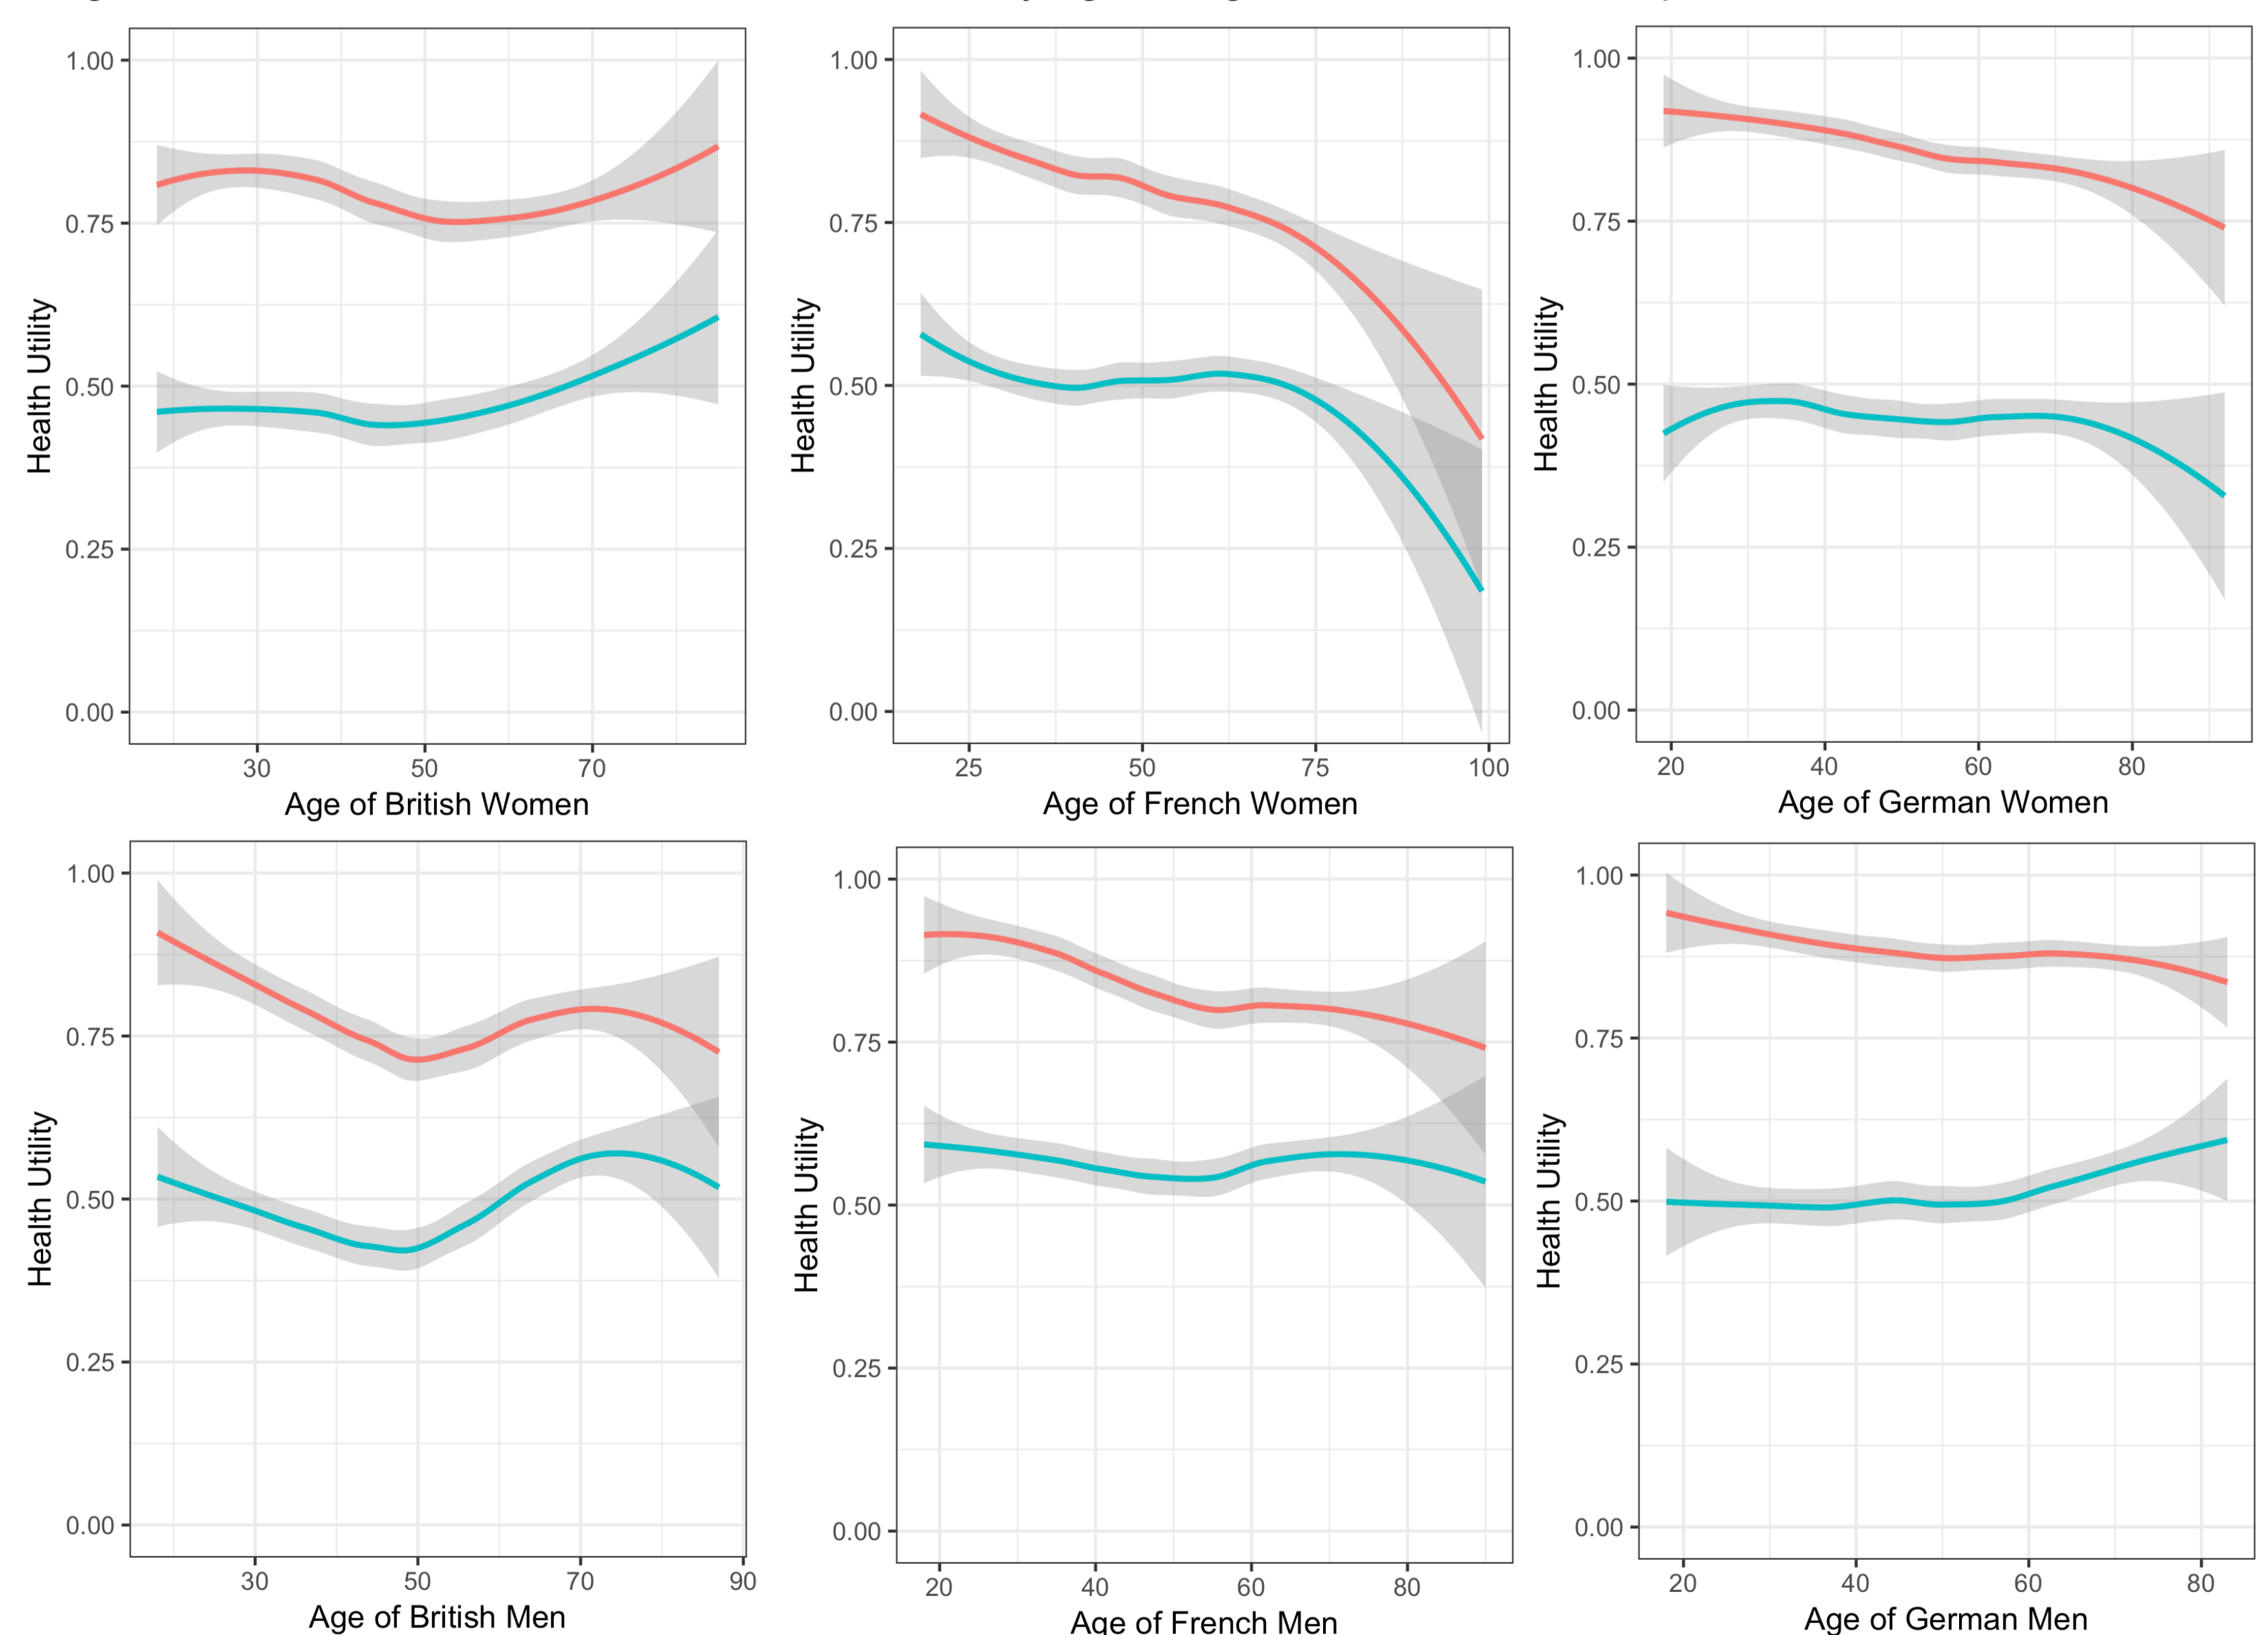 1.00
0.75
0.50
0.25
0.00
Health Utility
30 50 70
Age of British Women
1.00
0.75
0.50
0.25
0.00
Health Utility
25 50 75 100
Age of French Women
1.00
0.75
0.50
0.25
0.00
Health Utility
20 40 60 80
Age of German Women
1.00
0.75
0.50
0.25
0.00
Health Utility
30 50 70 90
Age of British Men
1.00
0.75
0.50
0.25
0.00
Health Utility
20 40 60 80
Age of French Men
1.00
0.75
0.50
0.25
0.00
Health Utility
20 40 60 80
Age of German Men